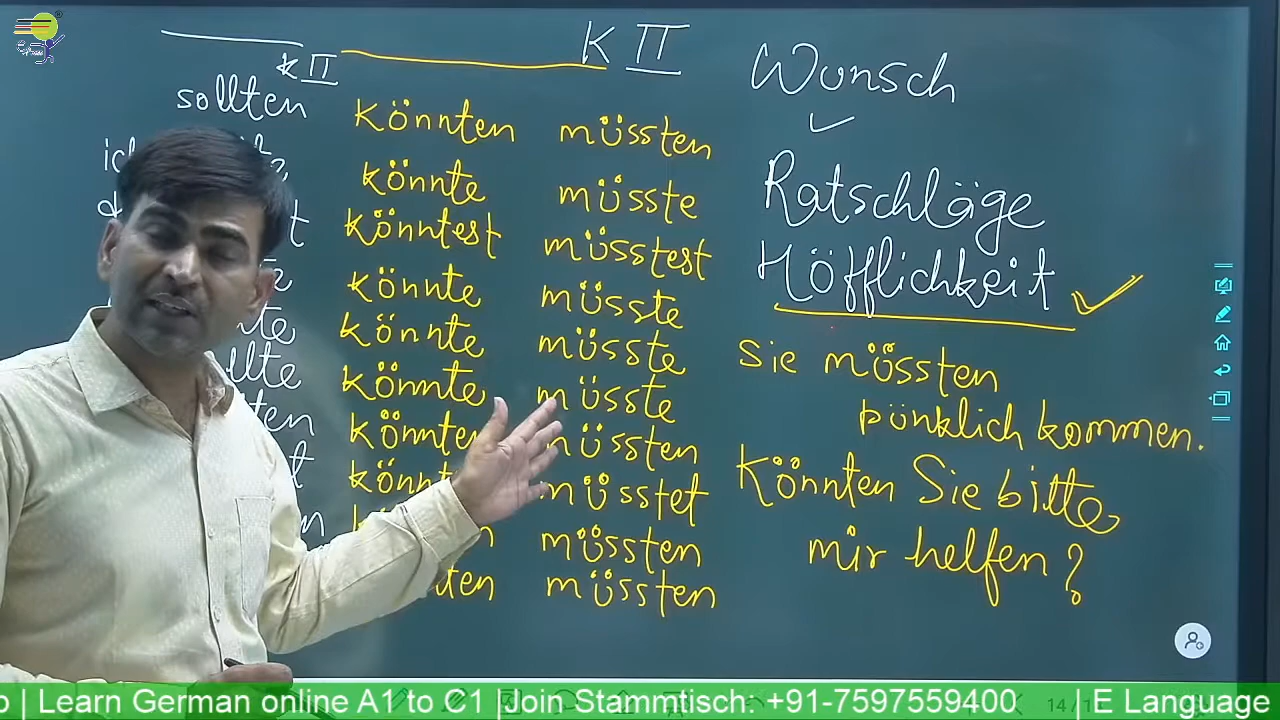 K II
K II
Wunsch
sollten könnten müssten
könnte müsste
könntest müsstest
könnte müsste
könnte müsste
könnte müsste
könnten müssten
müsstet
müssten
müssten
Ratschläge
Höfflichkeit
Sie müssten
pünklich kommen.
Könnten Sie bitte
mir helfen?
| Learn German online A1 to C1 | Join Stammtisch: +91-7597559400 | E Language